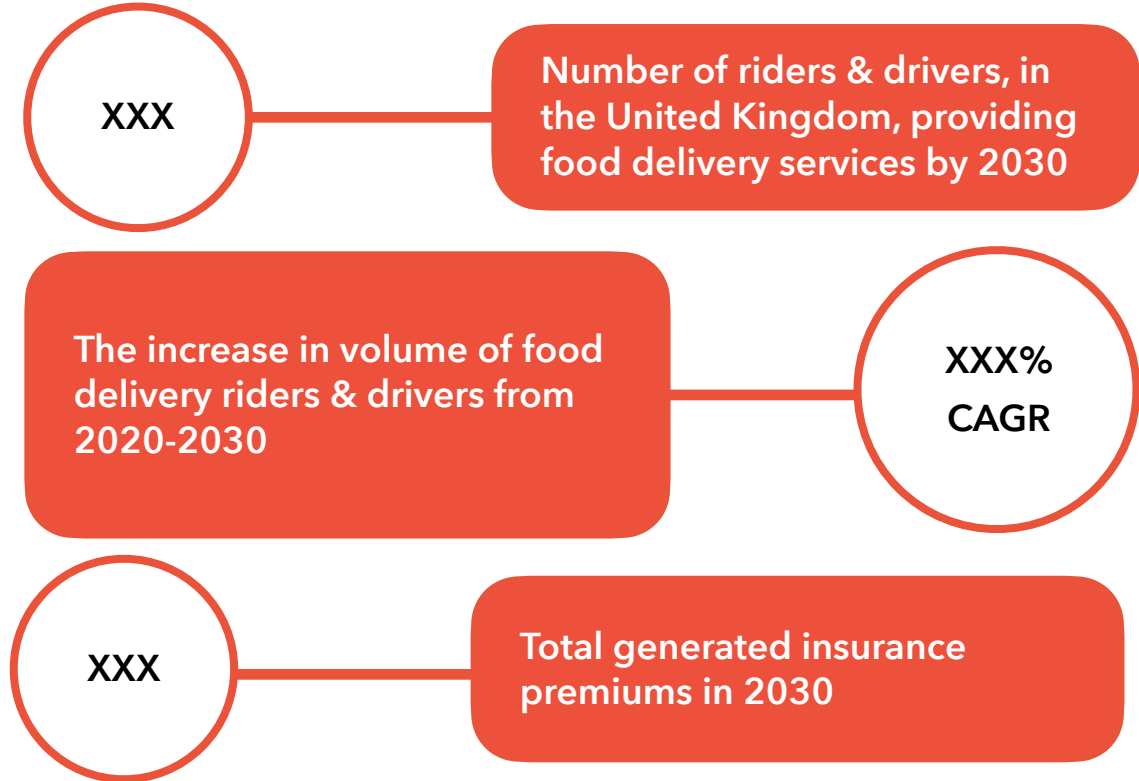 XXX
Number of riders & drivers, in
the United Kingdom, providing
food delivery services by 2030
The increase in volume of food
delivery riders & drivers from
2020-2030
XXX%
CAGR
XXX
Total generated insurance
premiums in 2030